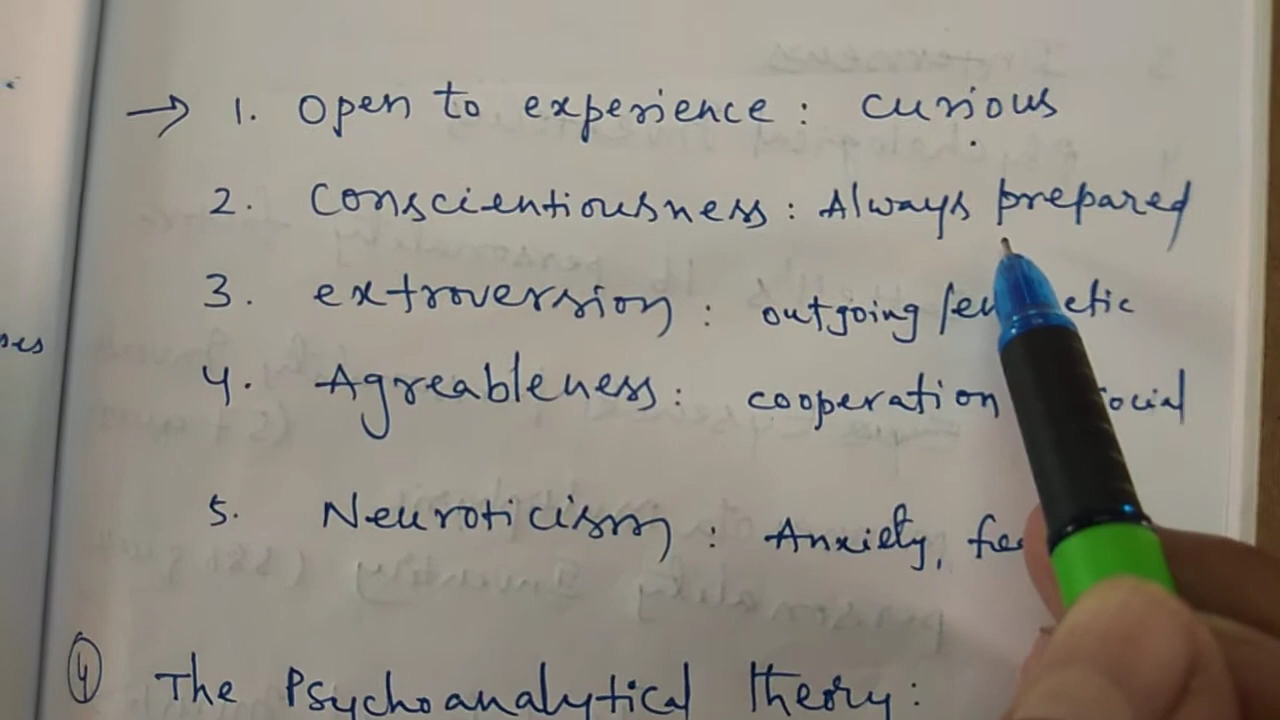 → 1. Open to experience : curious
2. Conscientiousness : Always prepared
3. extroversion : outgoing /
4. Agreableness : cooperation
5. Neuroticism : Anxiety,
④ The Psychoanalytical theory :